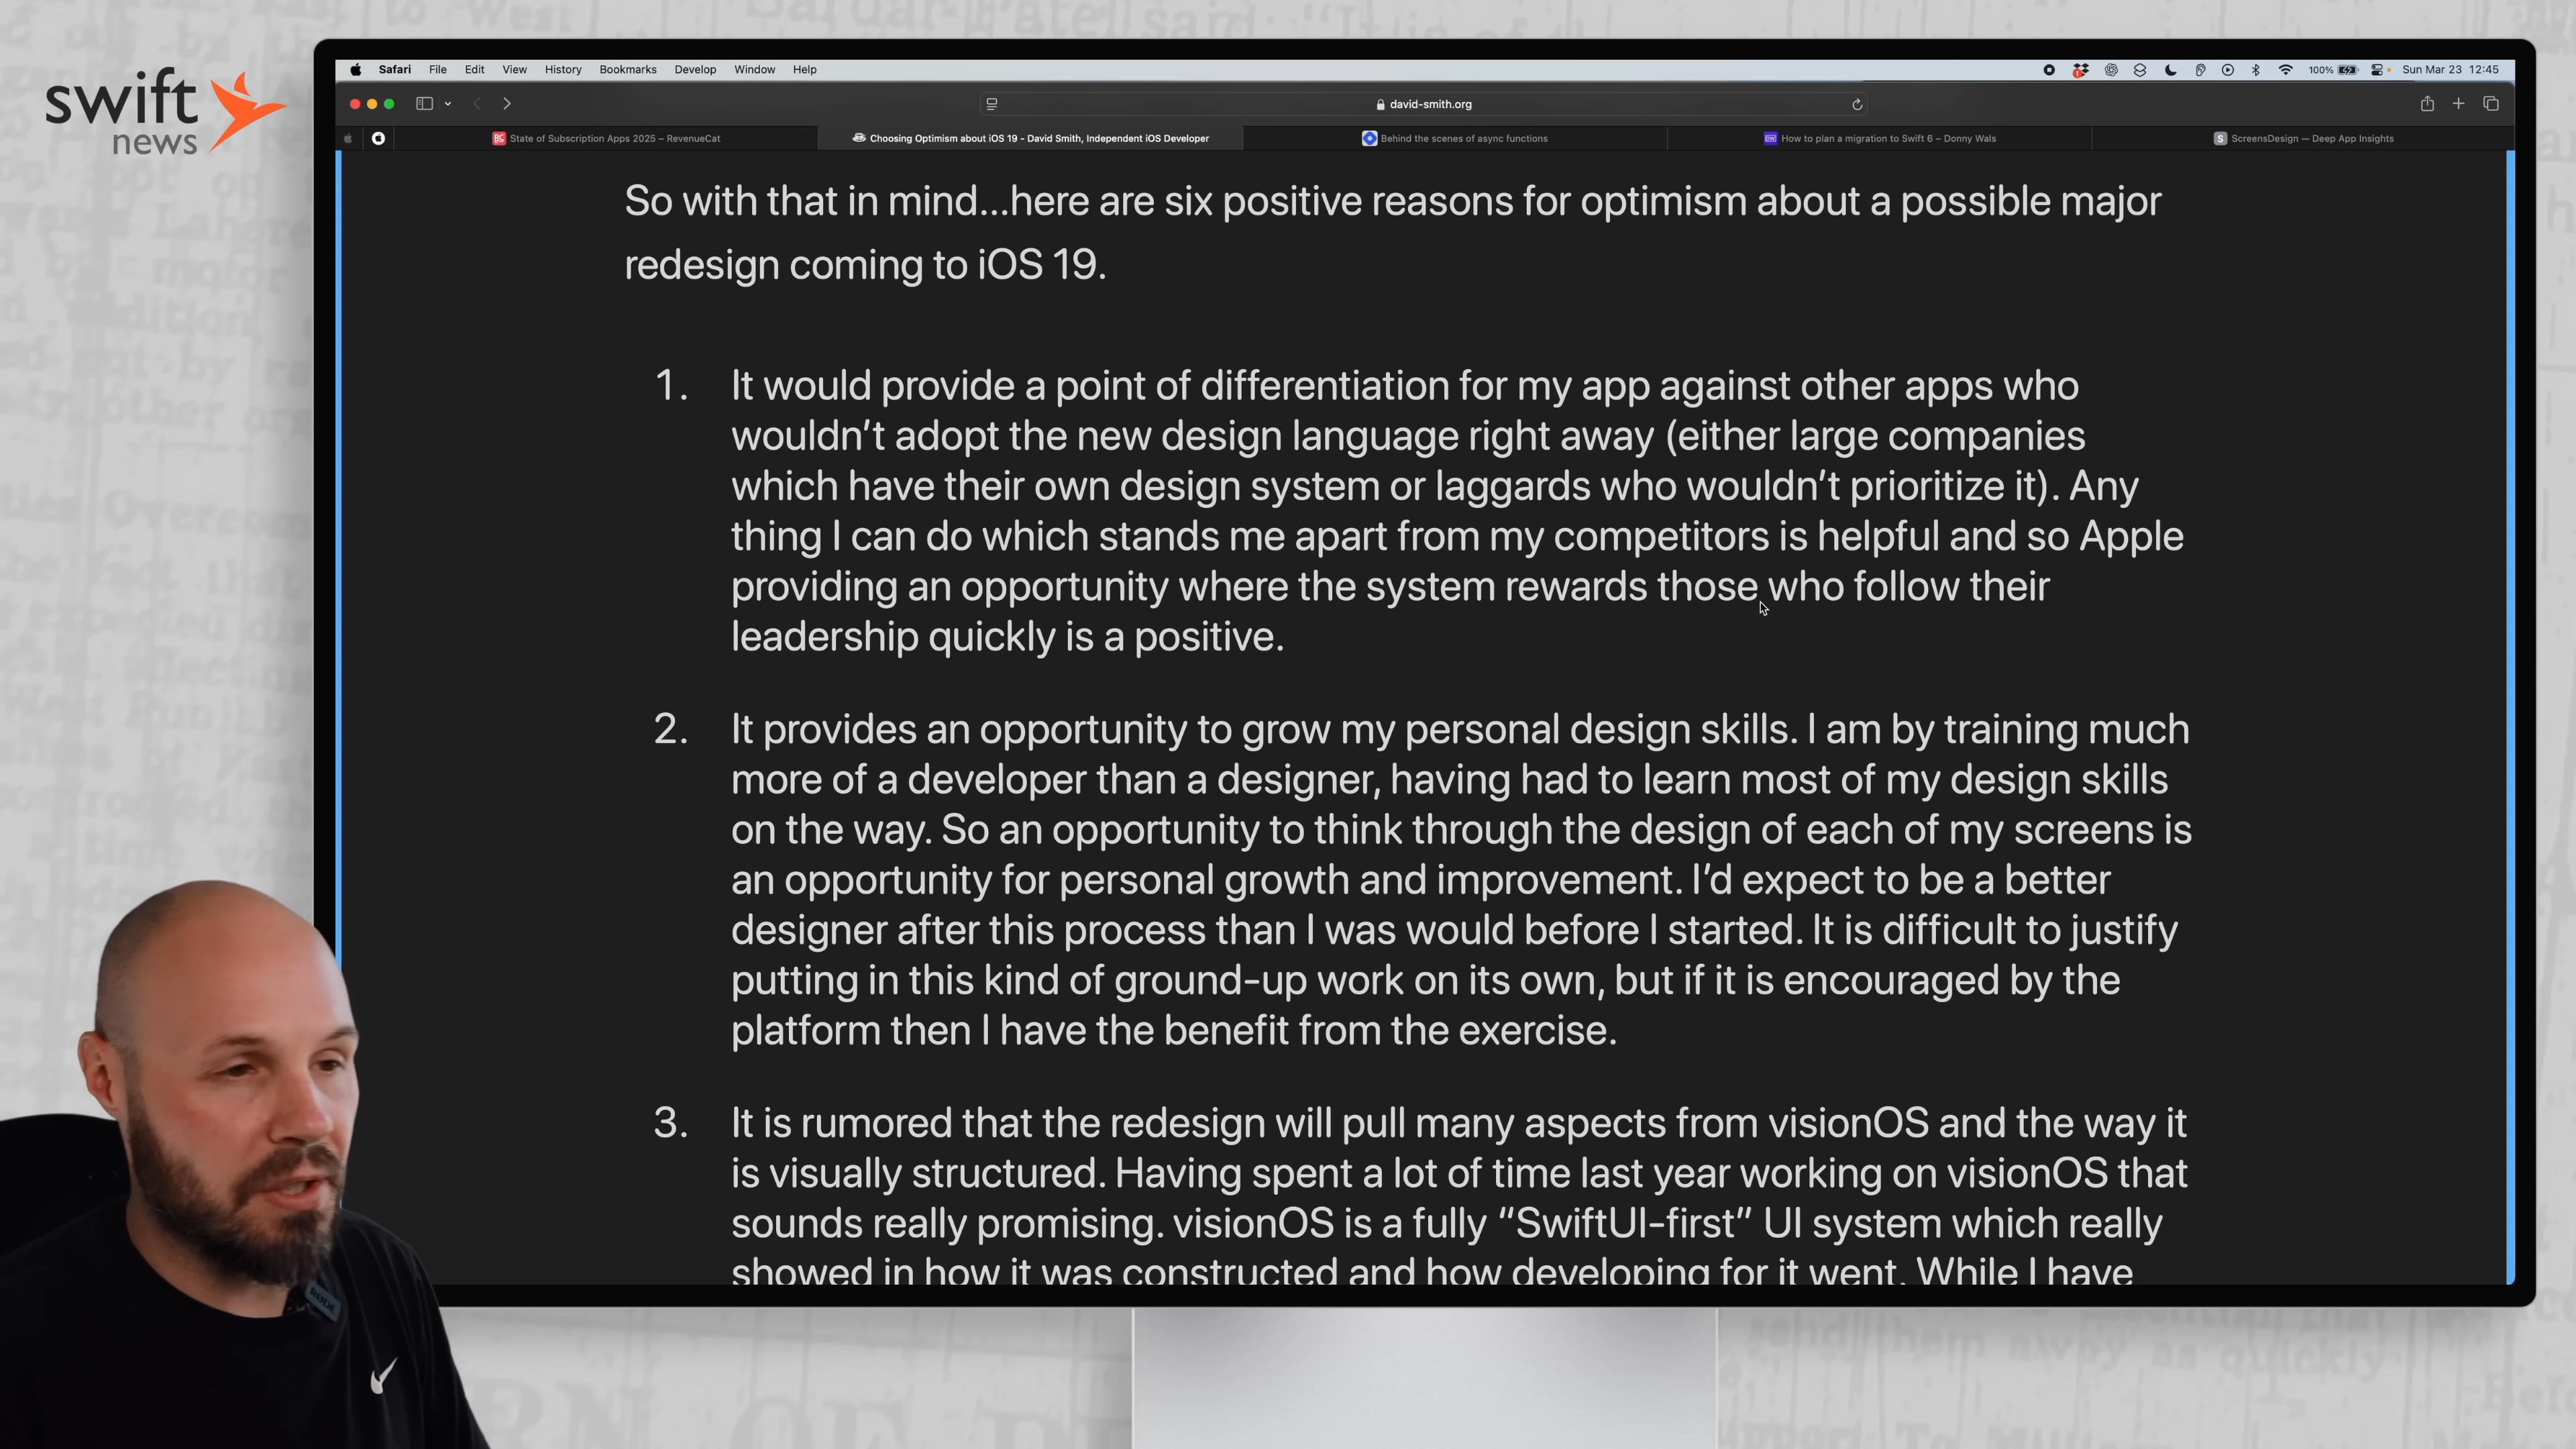 swift
news
Safari File Edit View History Bookmarks Develop Window Help
100% Sun Mar 23 12:45
david-smith.org
State of Subscription Apps 2025 – RevenueCat
Choosing Optimism about iOS 19 - David Smith, Independent iOS Developer
Behind the scenes of async functions
How to plan a migration to Swift 6 – Donny Wals
S ScreensDesign — Deep App Insights
So with that in mind...here are six positive reasons for optimism about a possible major
redesign coming to iOS 19.
1. It would provide a point of differentiation for my app against other apps who
wouldn’t adopt the new design language right away (either large companies
which have their own design system or laggards who wouldn’t prioritize it). Any
thing I can do which stands me apart from my competitors is helpful and so Apple
providing an opportunity where the system rewards those who follow their
leadership quickly is a positive.
2. It provides an opportunity to grow my personal design skills. I am by training much
more of a developer than a designer, having had to learn most of my design skills
on the way. So an opportunity to think through the design of each of my screens is
an opportunity for personal growth and improvement. I’d expect to be a better
designer after this process than I was would before I started. It is difficult to justify
putting in this kind of ground-up work on its own, but if it is encouraged by the
platform then I have the benefit from the exercise.
3. It is rumored that the redesign will pull many aspects from visionOS and the way it
is visually structured. Having spent a lot of time last year working on visionOS that
sounds really promising. visionOS is a fully “SwiftUI-first” UI system which really
showed in how it was constructed and how developing for it went. While I have
RØDE